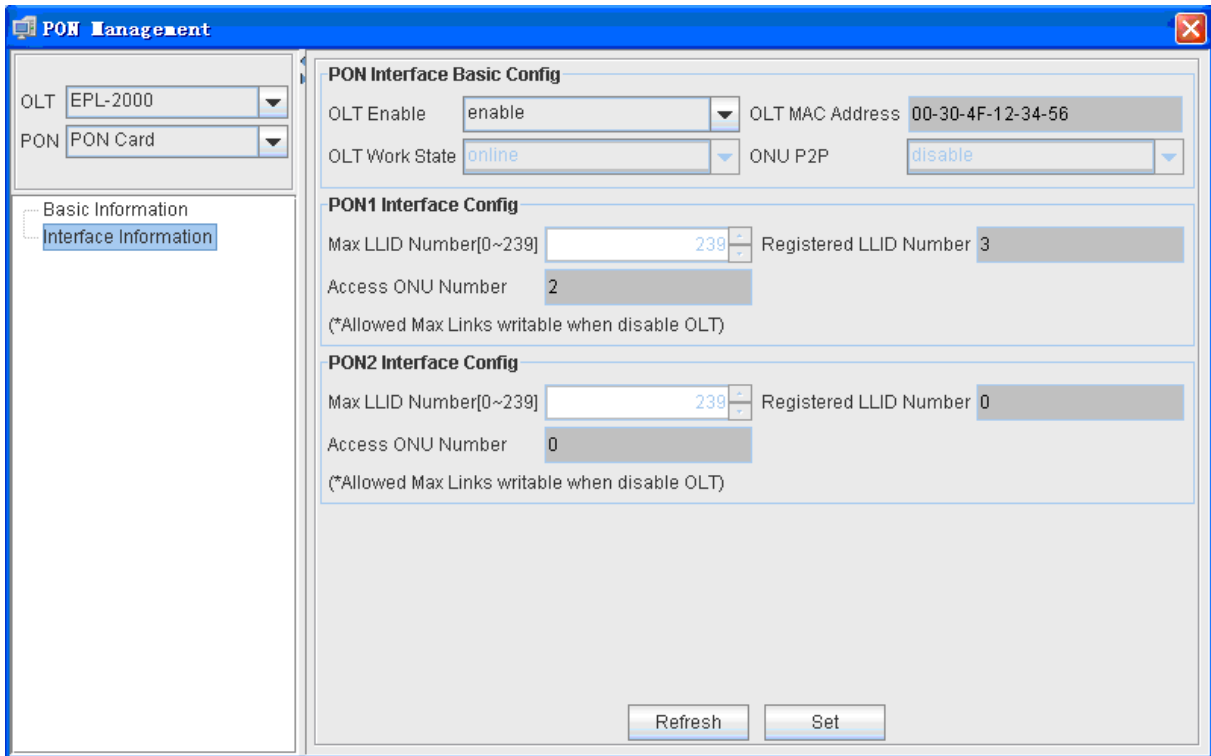 PON Management
OLT EPL-2000
PON PON Card
Basic Information
Interface Information
PON Interface Basic Config
OLT Enable enable OLT MAC Address 00-30-4F-12-34-56
OLT Work State online ONU P2P disable
PON1 Interface Config
Max LLID Number[0~239] 239 Registered LLID Number 3
Access ONU Number 2
(*Allowed Max Links writable when disable OLT)
PON2 Interface Config
Max LLID Number[0~239] 239 Registered LLID Number 0
Access ONU Number 0
(*Allowed Max Links writable when disable OLT)
Refresh Set